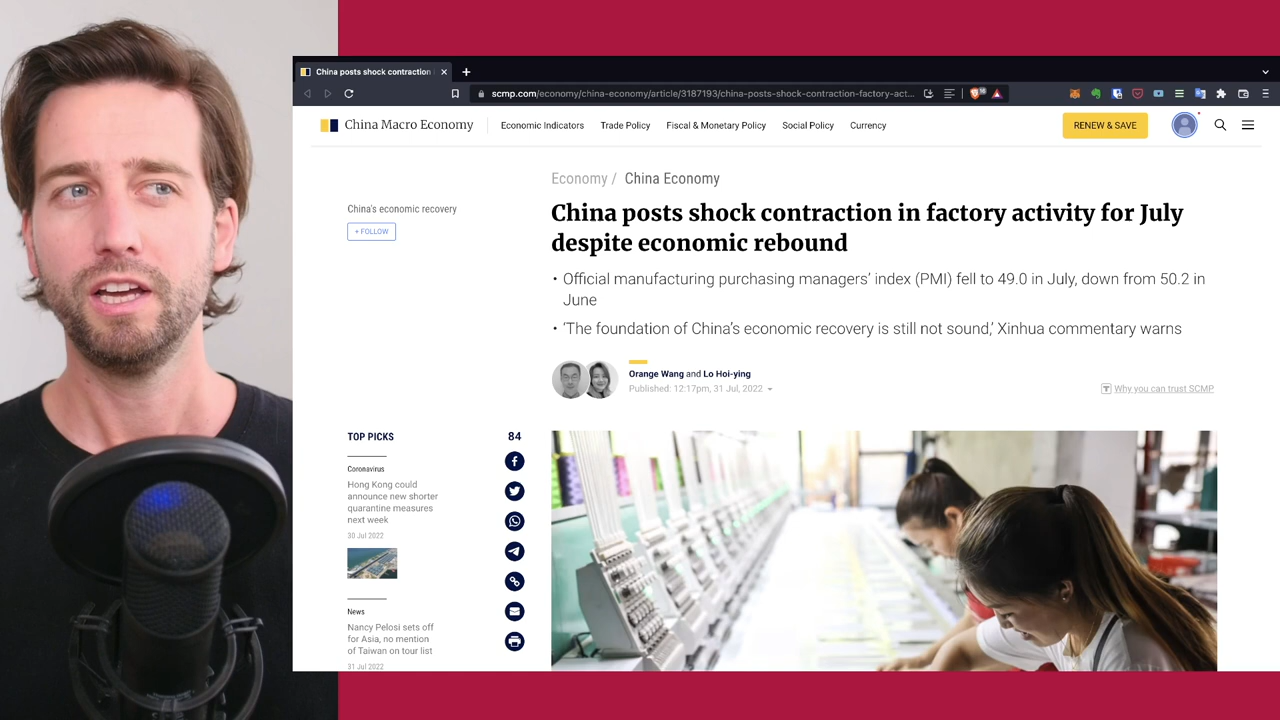 China posts shock contraction
scmp.com/economy/china-economy/article/3187193/china-posts-shock-contraction-factory-act...
China Macro Economy
Economic Indicators
Trade Policy
Fiscal & Monetary Policy
Social Policy
Currency
RENEW & SAVE
Economy / China Economy
China's economic recovery
+ FOLLOW
China posts shock contraction in factory activity for July
despite economic rebound
• Official manufacturing purchasing managers’ index (PMI) fell to 49.0 in July, down from 50.2 in
June
• ‘The foundation of China’s economic recovery is still not sound,’ Xinhua commentary warns
Orange Wang and Lo Hoi-ying
Published: 12:17pm, 31 Jul, 2022
Why you can trust SCMP
TOP PICKS
84
Coronavirus
Hong Kong could
announce new shorter
quarantine measures
next week
30 Jul 2022
News
Nancy Pelosi sets off
for Asia, no mention
of Taiwan on tour list
31 Jul 2022